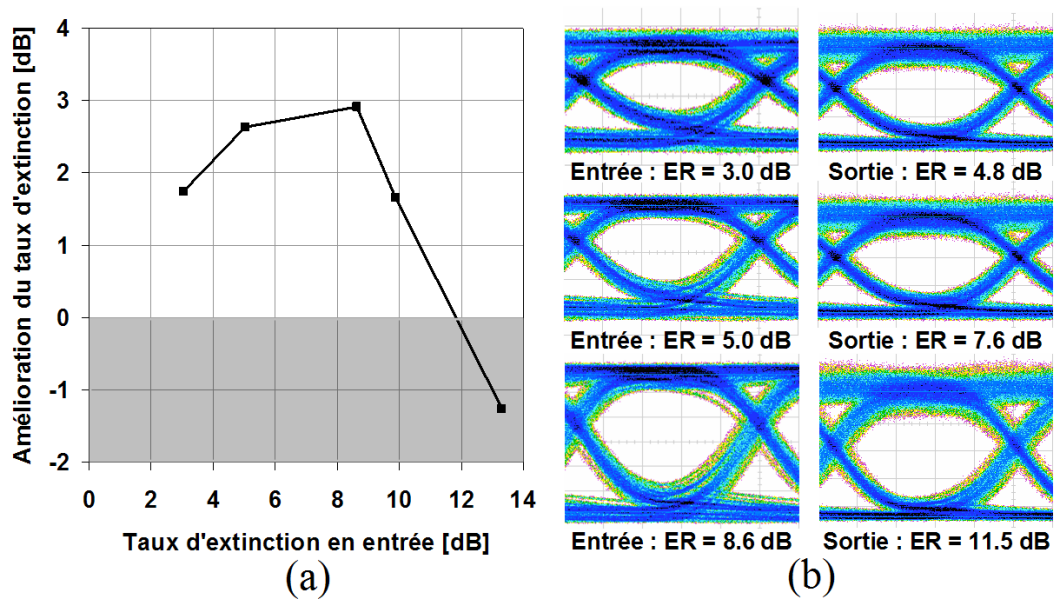 Amélioration du taux d'extinction [dB]
4
3
2
1
0
-1
-2
0 2 4 6 8 10 12 14
Taux d'extinction en entrée [dB]
(a)
Entrée : ER = 3.0 dB
Sortie : ER = 4.8 dB
Entrée : ER = 5.0 dB
Sortie : ER = 7.6 dB
Entrée : ER = 8.6 dB
Sortie : ER = 11.5 dB
(b)